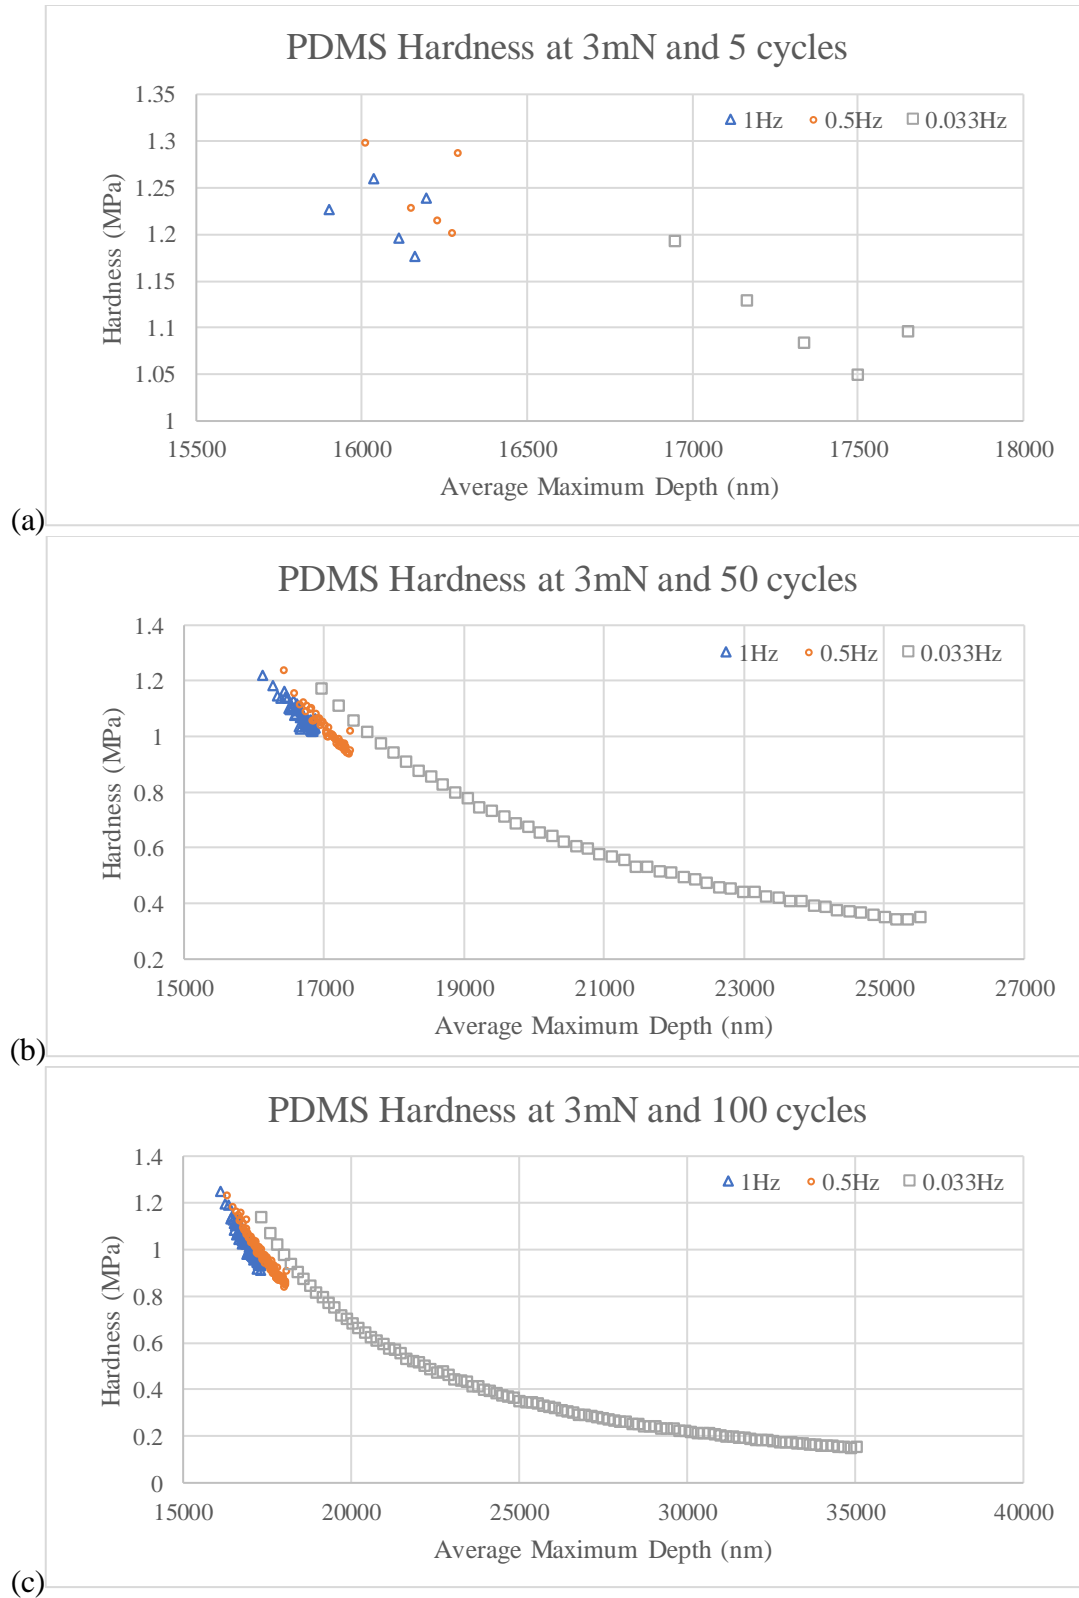 PDMS Hardness at 3mN and 5 cycles
1.35
1Hz 0.5Hz 0.033Hz
1.3
1.25
1.2
1.15
1.1
1.05
1
Hardness (MPa)
15500 16000 16500 17000 17500 18000
Average Maximum Depth (nm)
(a)
PDMS Hardness at 3mN and 50 cycles
1.4
1Hz 0.5Hz 0.033Hz
1.2
1
0.8
0.6
0.4
0.2
Hardness (MPa)
15000 17000 19000 21000 23000 25000 27000
Average Maximum Depth (nm)
(b)
PDMS Hardness at 3mN and 100 cycles
1.4
1Hz 0.5Hz 0.033Hz
1.2
1
0.8
0.6
0.4
0.2
0
Hardness (MPa)
15000 20000 25000 30000 35000 40000
Average Maximum Depth (nm)
(c)